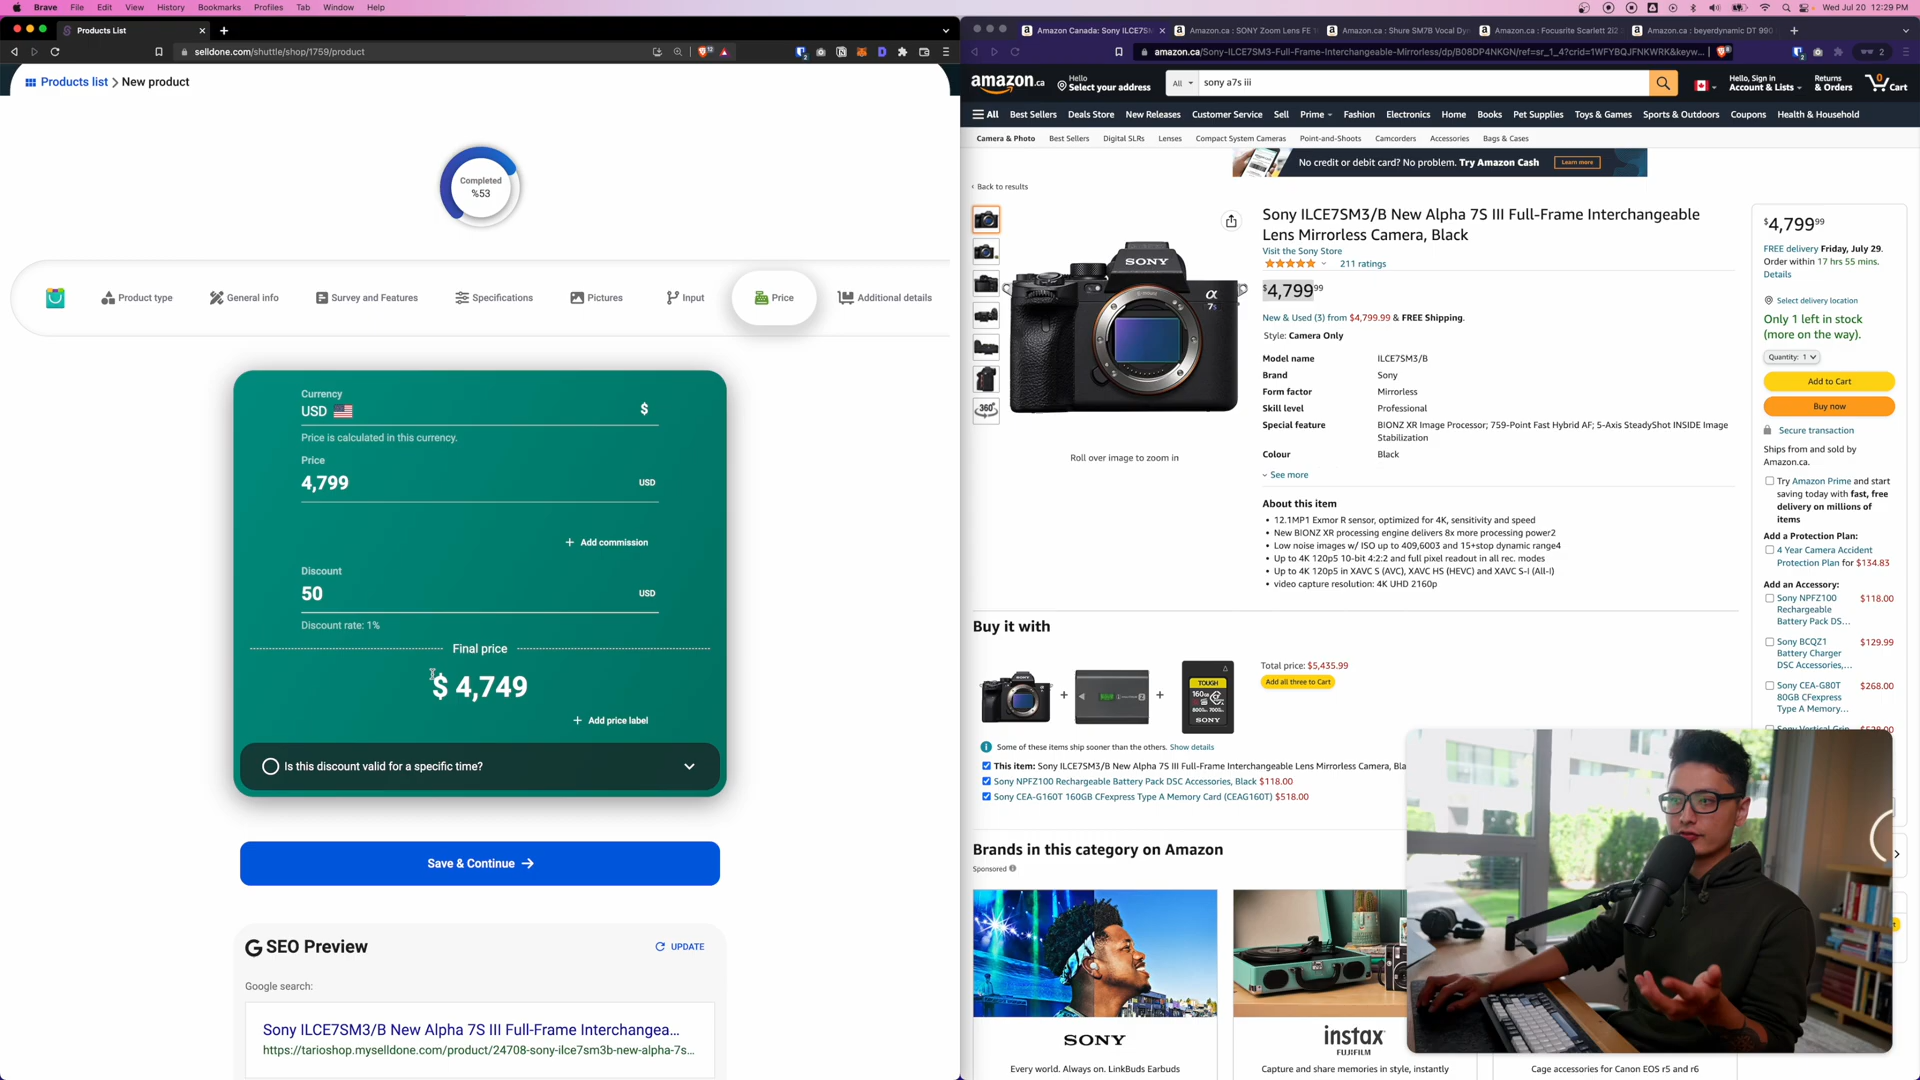 Brave File Edit View History Bookmarks Profiles Tab Window Help
Wed Jul 20 12:29 PM
Products List
selldone.com/shuttle/shop/1759/product
Products list > New product
Completed
%53
Product type
General info
Survey and Features
Specifications
Pictures
Input
Price
Additional details
Currency
USD $
Price is calculated in this currency.
Price
4,799 USD
+ Add commission
Discount
50 USD
Discount rate: 1%
Final price
$ 4,749
+ Add price label
Is this discount valid for a specific time?
Save & Continue →
G SEO Preview
UPDATE
Google search:
Sony ILCE7SM3/B New Alpha 7S III Full-Frame Interchangea...
https://tarioshop.myselldone.com/product/24708-sony-ilce7sm3b-new-alpha-7s...
Amazon Canada: Sony ILCE7S
Amazon.ca : SONY Zoom Lens FE
Amazon.ca : Shure SM7B Vocal Dyn
Amazon.ca : Focusrite Scarlett 2i2
Amazon.ca : beyerdynamic DT 990
amazon.ca/Sony-ILCE7SM3-Full-Frame-Interchangeable-Mirrorless/dp/B08DP4NKGN/ref=sr_1_4?crid=1WFYBQJFNKWRK&keyw...
2
amazon.ca
Hello
Select your address
All
sony a7s iii
Hello, Sign in
Account & Lists
Returns
& Orders
0
Cart
All Best Sellers Deals Store New Releases Customer Service Sell Prime Fashion Electronics Home Books Pet Supplies Toys & Games Sports & Outdoors Coupons Health & Household
Camera & Photo Best Sellers Digital SLRs Lenses Compact System Cameras Point-and-Shoots Camcorders Accessories Bags & Cases
No credit or debit card? No problem. Try Amazon Cash
Learn more
‹ Back to results
360°
SONY
α
7S
Roll over image to zoom in
Sony ILCE7SM3/B New Alpha 7S III Full-Frame Interchangeable
Lens Mirrorless Camera, Black
Visit the Sony Store
211 ratings
$4,799 99
New & Used (3) from $4,799.99 & FREE Shipping.
Style: Camera Only
Model name ILCE7SM3/B
Brand Sony
Form factor Mirrorless
Skill level Professional
Special feature BIONZ XR Image Processor; 759-Point Fast Hybrid AF; 5-Axis SteadyShot INSIDE Image
Stabilization
Colour Black
See more
About this item
• 12.1MP1 Exmor R sensor, optimized for 4K, sensitivity and speed
• New BIONZ XR processing engine delivers 8x more processing power2
• Low noise images w/ ISO up to 409,6003 and 15+stop dynamic range4
• Up to 4K 120p5 10-bit 4:2:2 and full pixel readout in all rec. modes
• Up to 4K 120p5 in XAVC S (AVC), XAVC HS (HEVC) and XAVC S-I (All-I)
• video capture resolution: 4K UHD 2160p
$4,799 99
FREE delivery Friday, July 29.
Order within 17 hrs 55 mins.
Details
Select delivery location
Only 1 left in stock
(more on the way).
Quantity: 1
Add to Cart
Buy now
Secure transaction
Ships from and sold by
Amazon.ca.
Try Amazon Prime and start
saving today with fast, free
delivery on millions of
items
Add a Protection Plan:
4 Year Camera Accident
Protection Plan for $134.83
Add an Accessory:
Sony NPFZ100 $118.00
Rechargeable
Battery Pack DS...
Sony BCQZ1 $129.99
Battery Charger
DSC Accessories,...
Sony CEA-G80T $268.00
80GB CFexpress
Type A Memory...
Buy it with
+ +
TOUGH
160GB
SONY
Total price: $5,435.99
Add all three to Cart
Some of these items ship sooner than the others. Show details
This item: Sony ILCE7SM3/B New Alpha 7S III Full-Frame Interchangeable Lens Mirrorless Camera, Bla
Sony NPFZ100 Rechargeable Battery Pack DSC Accessories, Black $118.00
Sony CEA-G160T 160GB CFexpress Type A Memory Card (CEAG160T) $518.00
Brands in this category on Amazon
Sponsored
SONY
Every world. Always on. LinkBuds Earbuds
instax
FUJIFILM
Capture and share memories in style, instantly
Cage accessories for Canon EOS r5 and r6